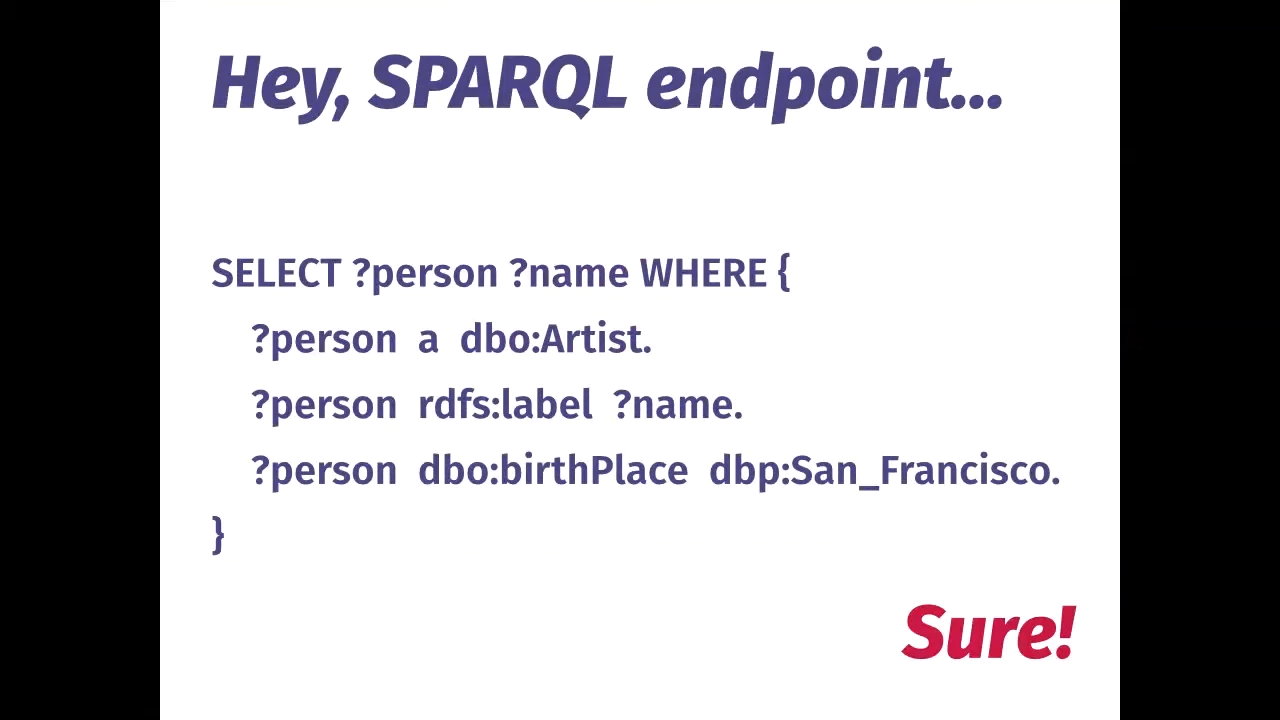 Hey, SPARQL endpoint...
SELECT ?person ?name WHERE {
?person a dbo:Artist.
?person rdfs:label ?name.
?person dbo:birthPlace dbp:San_Francisco.
}
Sure!